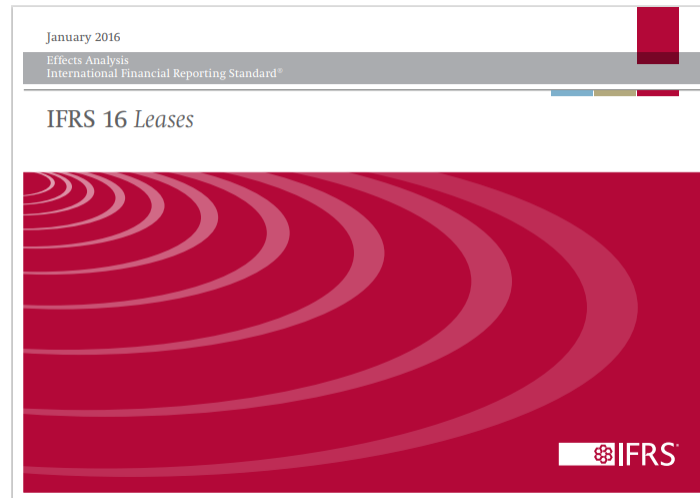 January 2016
Effects Analysis
International Financial Reporting Standard®
IFRS 16 Leases
IFRS®